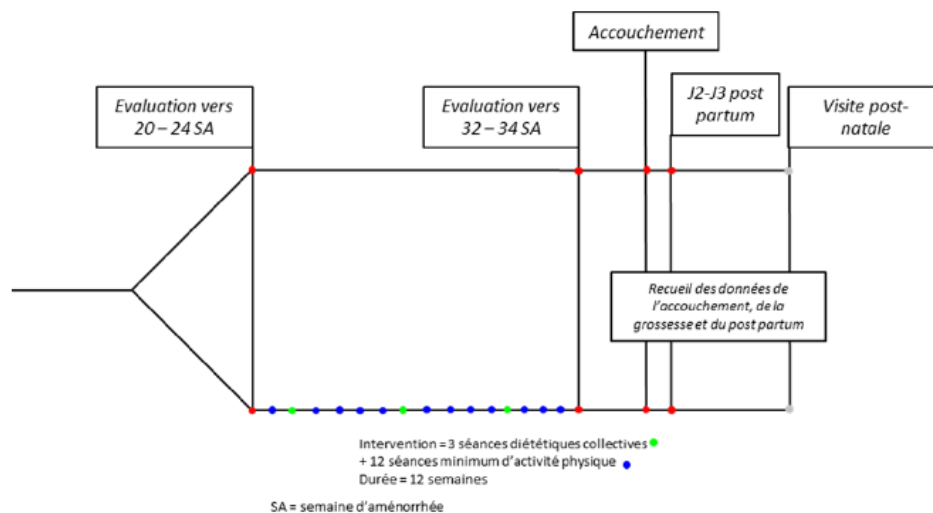 Accouchement
Evaluation vers
20 – 24 SA
Evaluation vers
32 – 34 SA
J2-J3 post
partum
Visite post-
natale
Recueil des données de
l'accouchement, de la
grossesse et du post partum
Intervention = 3 séances diététiques collectives
+ 12 séances minimum d'activité physique
Durée = 12 semaines
SA = semaine d'aménorrhée